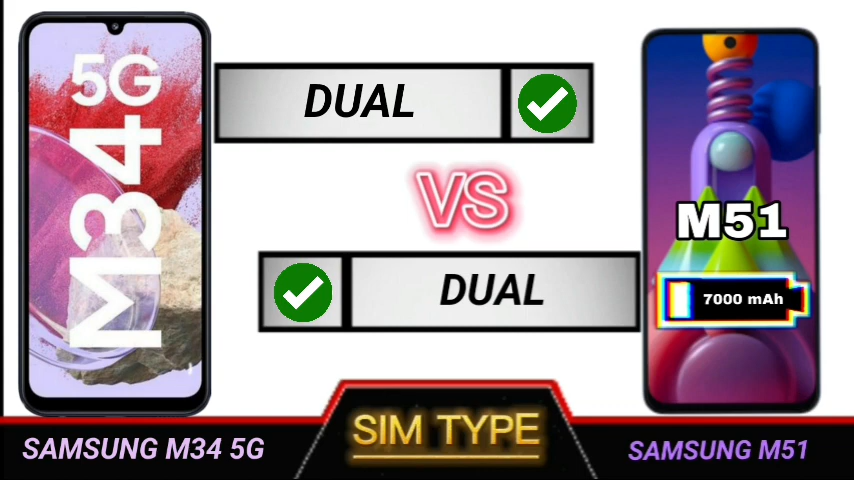 5G
M34
DUAL
VS
DUAL
M51
7000 mAh
SIM TYPE
SAMSUNG M34 5G
SAMSUNG M51